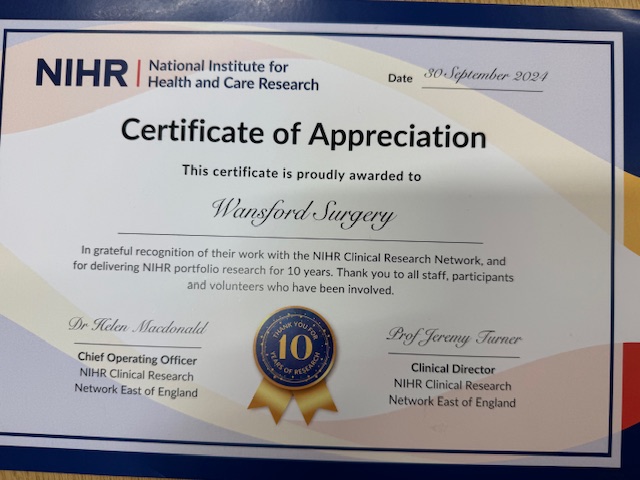 NIHR | National Institute for
Health and Care Research
Date 30 September 2024
Certificate of Appreciation
This certificate is proudly awarded to
Wansford Surgery
In grateful recognition of their work with the NIHR Clinical Research Network, and
for delivering NIHR portfolio research for 10 years. Thank you to all staff, participants
and volunteers who have been involved.
Dr Helen Macdonald
Chief Operating Officer
NIHR Clinical Research
Network East of England
THANK YOU FOR
10
YEARS OF RESEARCH
Prof Jeremy Turner
Clinical Director
NIHR Clinical Research
Network East of England